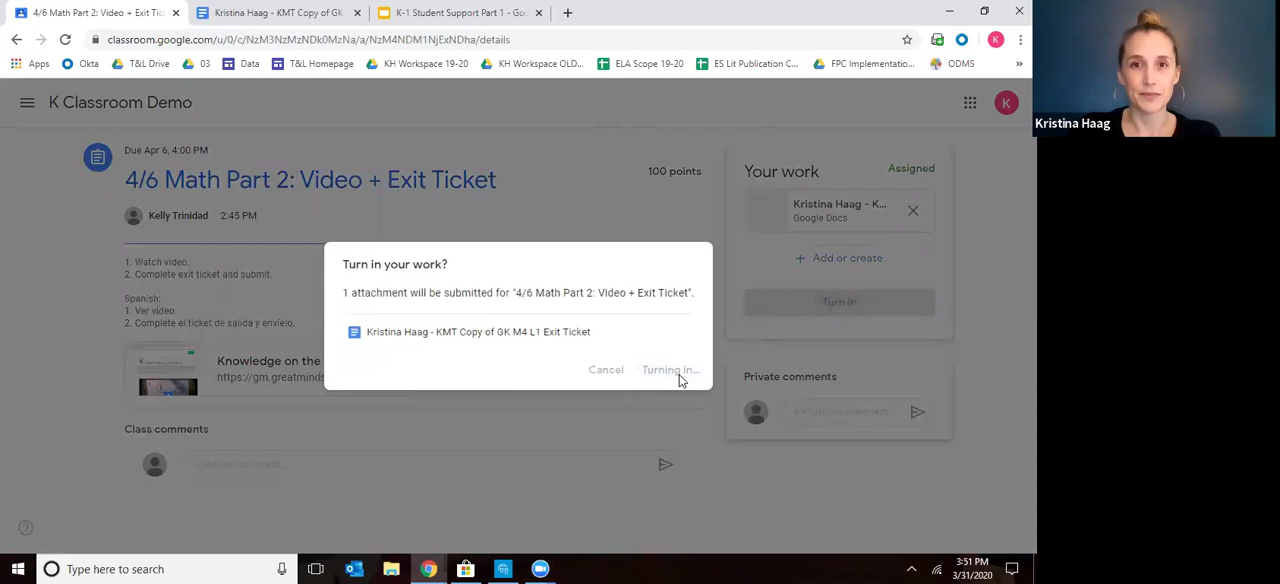 4/6 Math Part 2: Video + Exit Tic
Kristina Haag - KMT Copy of GK
K-1 Student Support Part 1 - Goo
classroom.google.com/u/0/c/NzM3NzMzNDk0MzNa/a/NzM4NDM1NjExNDha/details
Apps
Okta
T&L Drive
03
Data
T&L Homepage
KH Workspace 19-20
KH Workspace OLD...
ELA Scope 19-20
ES Lit Publication C...
FPC Implementatio...
ODMS
»
K Classroom Demo
K
K
Kristina Haag
Due Apr 6, 4:00 PM
4/6 Math Part 2: Video + Exit Ticket
100 points
Kelly Trinidad 2:45 PM
1. Watch video.
2. Complete exit ticket and submit.
Spanish:
1. Ver vídeo.
2. Complete el ticket de salida y envíelo.
Knowledge on the
https://gm.greatminds
Class comments
Turn in your work?
1 attachment will be submitted for "4/6 Math Part 2: Video + Exit Ticket".
Kristina Haag - KMT Copy of GK M4 L1 Exit Ticket
Cancel
Turning in...
Your work
Assigned
Kristina Haag - K...
Google Docs
+ Add or create
Turn in
Private comments
Type here to search
3:51 PM
3/31/2020